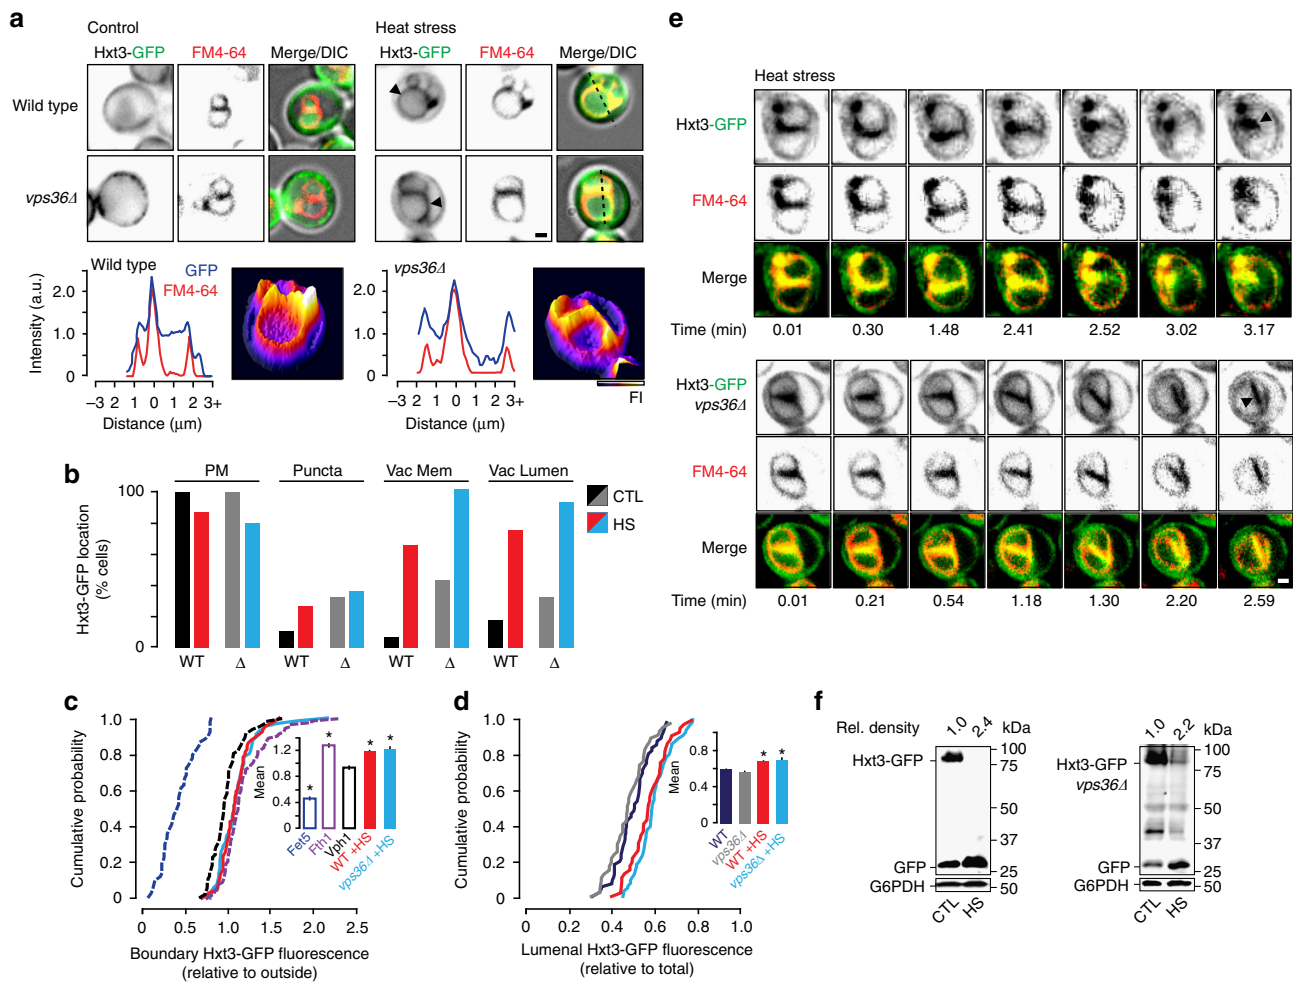 a
Control
Hxt3-GFP FM4-64 Merge/DIC
Heat stress
Hxt3-GFP FM4-64 Merge/DIC
Wild type
vps36Δ
Wild type
GFP
FM4-64
Intensity (a.u.)
2.0
1.0
0
−3 2 1 0 1 2 3+
Distance (μm)
vps36Δ
2.0
1.0
0
−3 2 1 0 1 2 3+
Distance (μm)
FI
b
PM Puncta Vac Mem Vac Lumen
CTL
HS
Hxt3-GFP location
(% cells)
100
0
WT Δ WT Δ WT Δ WT Δ
c
Cumulative probability
1.0
0.8
0.6
0.4
0.2
0
0 0.5 1.0 1.5 2.0 2.5
Boundary Hxt3-GFP fluorescence
(relative to outside)
Mean
1.2
0.8
0.4
0
* * * *
Fet5
Fth1
Vph1
WT +HS
vps36Δ +HS
d
Cumulative probability
1.0
0.8
0.6
0.4
0.2
0
0 0.2 0.4 0.6 0.8 1.0
Lumenal Hxt3-GFP fluorescence
(relative to total)
Mean
0.8
0.4
0
* *
WT
vps36Δ
WT +HS
vps36Δ +HS
e
Heat stress
Hxt3-GFP
FM4-64
Merge
Time (min) 0.01 0.30 1.48 2.41 2.52 3.02 3.17
Hxt3-GFP
vps36Δ
FM4-64
Merge
Time (min) 0.01 0.21 0.54 1.18 1.30 2.20 2.59
f
Rel. density 1.0 2.4 kDa
Hxt3-GFP
100
75
50
37
GFP
25
G6PDH
50
CTL HS
1.0 2.2 kDa
Hxt3-GFP
vps36Δ
100
75
50
37
GFP
25
G6PDH
50
CTL HS